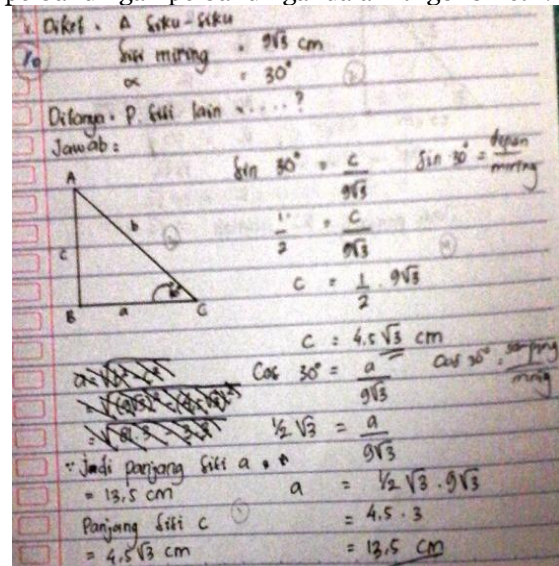 1. Diket : Δ siku-siku
10
sisi miring = 9√3 cm
α = 30°
Ditanya : P. sisi lain = .... ?
Jawab :
sin 30° = c/9√3
sin 30° = depan/miring
1/2 = c/9√3
c = 1/2 . 9√3
c = 4.5√3 cm
A
b
c
B
a
C
Cos 30° = a/9√3
Cos 30° = samping/miring
1/2 √3 = a/9√3
a = 1/2 √3 . 9√3
= 4.5 . 3
= 13,5 cm
∴ Jadi panjang sisi a
= 13.5 cm
Panjang sisi c
= 4,5√3 cm